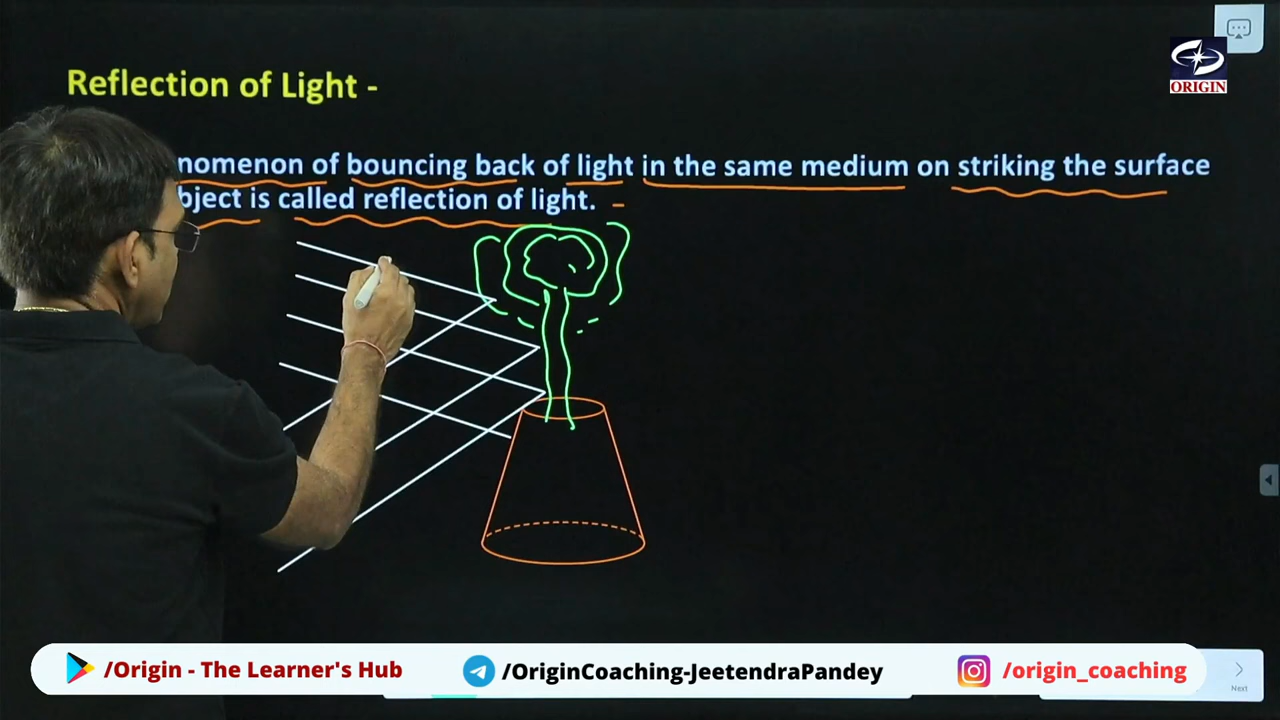 Reflection of Light -
ORIGIN
nomenon of bouncing back of light in the same medium on striking the surface
bject is called reflection of light.
/Origin - The Learner's Hub
/OriginCoaching-JeetendraPandey
/origin_coaching
Next